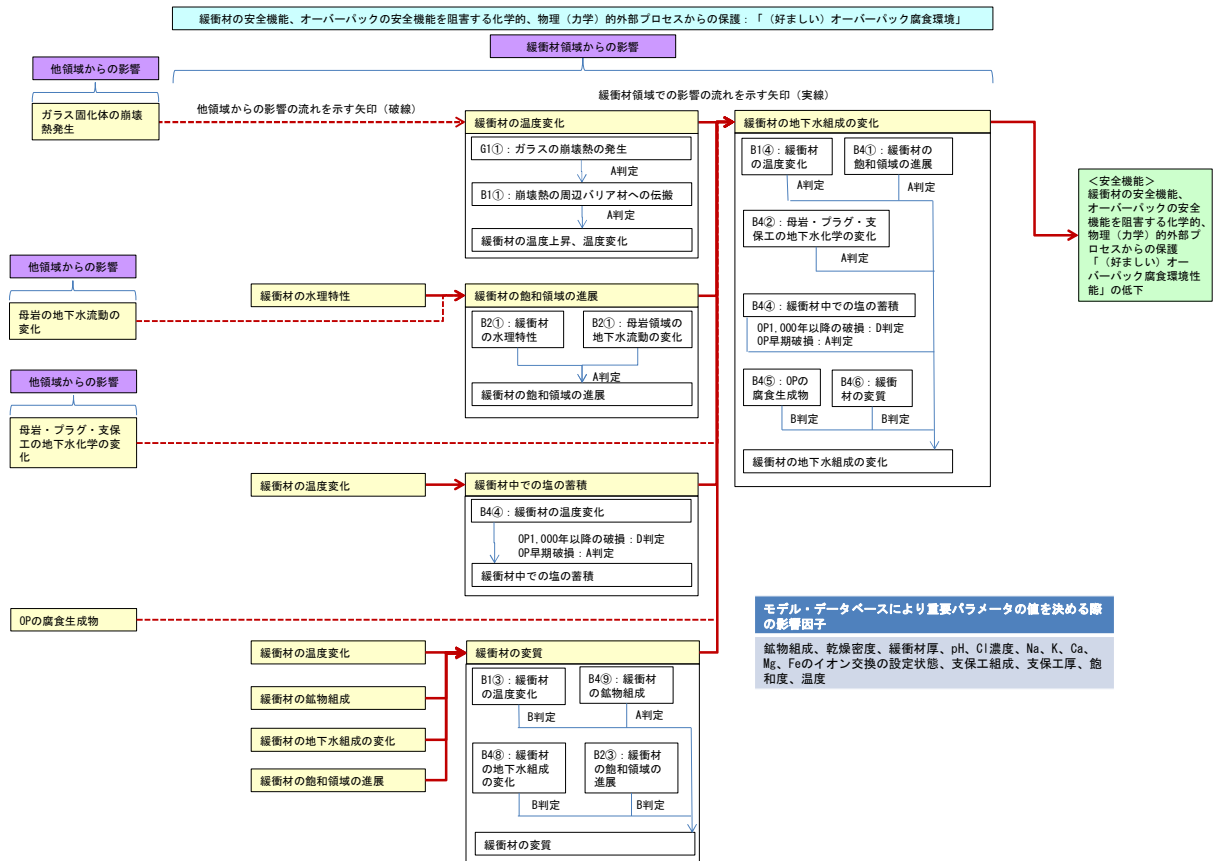 緩衝材の安全機能、オーバーパックの安全機能を阻害する化学的、物理（力学）的外部プロセスからの保護：「（好ましい）オーバーパック腐食環境」
緩衝材領域からの影響
他領域からの影響
ガラス固化体の崩壊
熱発生
他領域からの影響の流れを示す矢印（破線）
緩衝材領域での影響の流れを示す矢印（実線）
緩衝材の温度変化
G1①：ガラスの崩壊熱の発生
A判定
B1①：崩壊熱の周辺バリア材への伝搬
A判定
緩衝材の温度上昇、温度変化
緩衝材の地下水組成の変化
B1④：緩衝材
の温度変化
B4①：緩衝材の
飽和領域の進展
A判定
A判定
B4②：母岩・プラグ・支
保工の地下水化学の変化
A判定
B4④：緩衝材中での塩の蓄積
OP1,000年以降の破損：D判定
OP早期破損：A判定
B4⑤：OPの
腐食生成物
B4⑥：緩衝
材の変質
B判定
B判定
緩衝材の地下水組成の変化
＜安全機能＞
緩衝材の安全機能、
オーバーパックの安全
機能を阻害する化学的、
物理（力学）的外部プ
ロセスからの保護
「（好ましい）オー
バーパック腐食環境性
能」の低下
他領域からの影響
母岩の地下水流動の
変化
緩衝材の水理特性
緩衝材の飽和領域の進展
B2①：緩衝材
の水理特性
B2①：母岩領域の
地下水流動の変化
A判定
緩衝材の飽和領域の進展
他領域からの影響
母岩・プラグ・支保
工の地下水化学の変
化
緩衝材の温度変化
緩衝材中での塩の蓄積
B4④：緩衝材の温度変化
OP1,000年以降の破損：D判定
OP早期破損：A判定
緩衝材中での塩の蓄積
OPの腐食生成物
緩衝材の温度変化
緩衝材の鉱物組成
緩衝材の地下水組成の変化
緩衝材の飽和領域の進展
緩衝材の変質
B1③：緩衝材
の温度変化
B4⑨：緩衝材
の鉱物組成
B判定
A判定
B4⑧：緩衝材
の地下水組成
の変化
B2③：緩衝材
の飽和領域の
進展
B判定
B判定
緩衝材の変質
モデル・データベースにより重要パラメータの値を決める際
の影響因子
鉱物組成、乾燥密度、緩衝材厚、pH、Cl濃度、Na、K、Ca、
Mg、Feのイオン交換の設定状態、支保工組成、支保工厚、飽
和度、温度